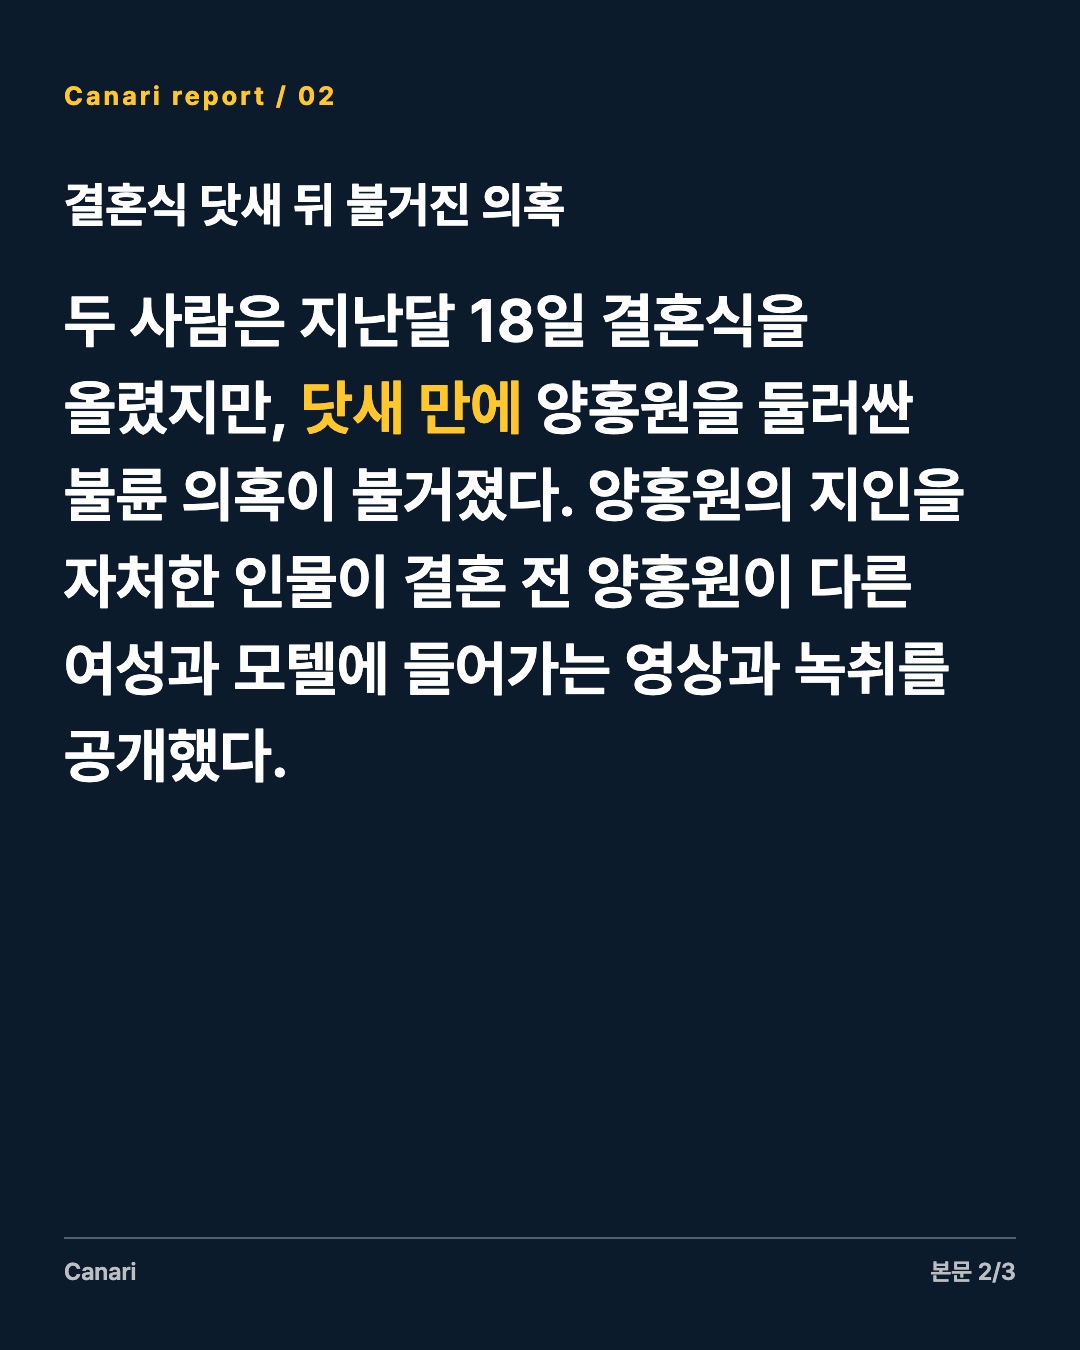 Canari report / 02
결혼식 닷새 뒤 불거진 의혹
두 사람은 지난달 18일 결혼식을
올렸지만, 닷새 만에 양홍원을 둘러싼
불륜 의혹이 불거졌다. 양홍원의 지인을
자처한 인물이 결혼 전 양홍원이 다른
여성과 모텔에 들어가는 영상과 녹취를
공개했다.
Canari
본문 2/3